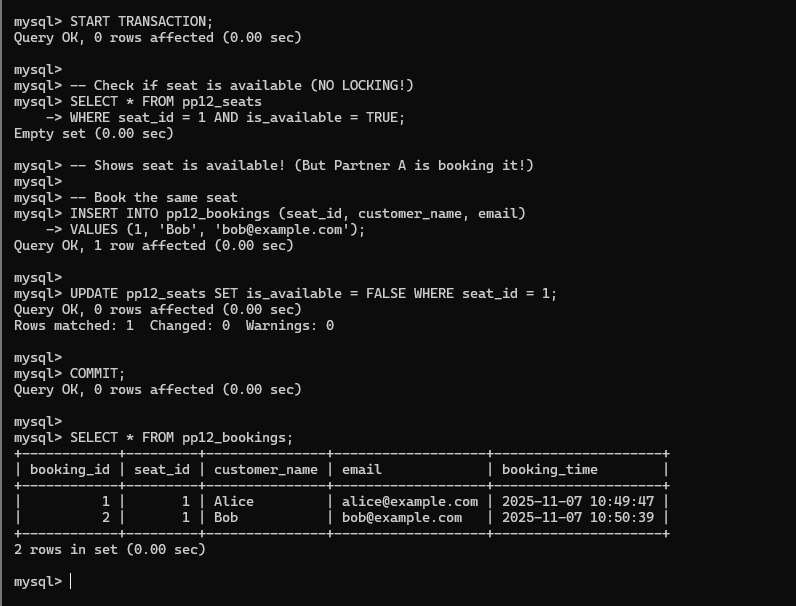 mysql> START TRANSACTION;
Query OK, 0 rows affected (0.00 sec)
mysql>
mysql> -- Check if seat is available (NO LOCKING!)
mysql> SELECT * FROM pp12_seats
    -> WHERE seat_id = 1 AND is_available = TRUE;
Empty set (0.00 sec)
mysql> -- Shows seat is available! (But Partner A is booking it!)
mysql>
mysql> -- Book the same seat
mysql> INSERT INTO pp12_bookings (seat_id, customer_name, email)
    -> VALUES (1, 'Bob', 'bob@example.com');
Query OK, 1 row affected (0.00 sec)
mysql>
mysql> UPDATE pp12_seats SET is_available = FALSE WHERE seat_id = 1;
Query OK, 0 rows affected (0.00 sec)
Rows matched: 1  Changed: 0  Warnings: 0
mysql>
mysql> COMMIT;
Query OK, 0 rows affected (0.00 sec)
mysql>
mysql> SELECT * FROM pp12_bookings;
+------------+---------+---------------+-------------------+---------------------+
| booking_id | seat_id | customer_name | email             | booking_time        |
+------------+---------+---------------+-------------------+---------------------+
|          1 |       1 | Alice         | alice@example.com | 2025-11-07 10:49:47 |
|          2 |       1 | Bob           | bob@example.com   | 2025-11-07 10:50:39 |
+------------+---------+---------------+-------------------+---------------------+
2 rows in set (0.00 sec)
mysql>